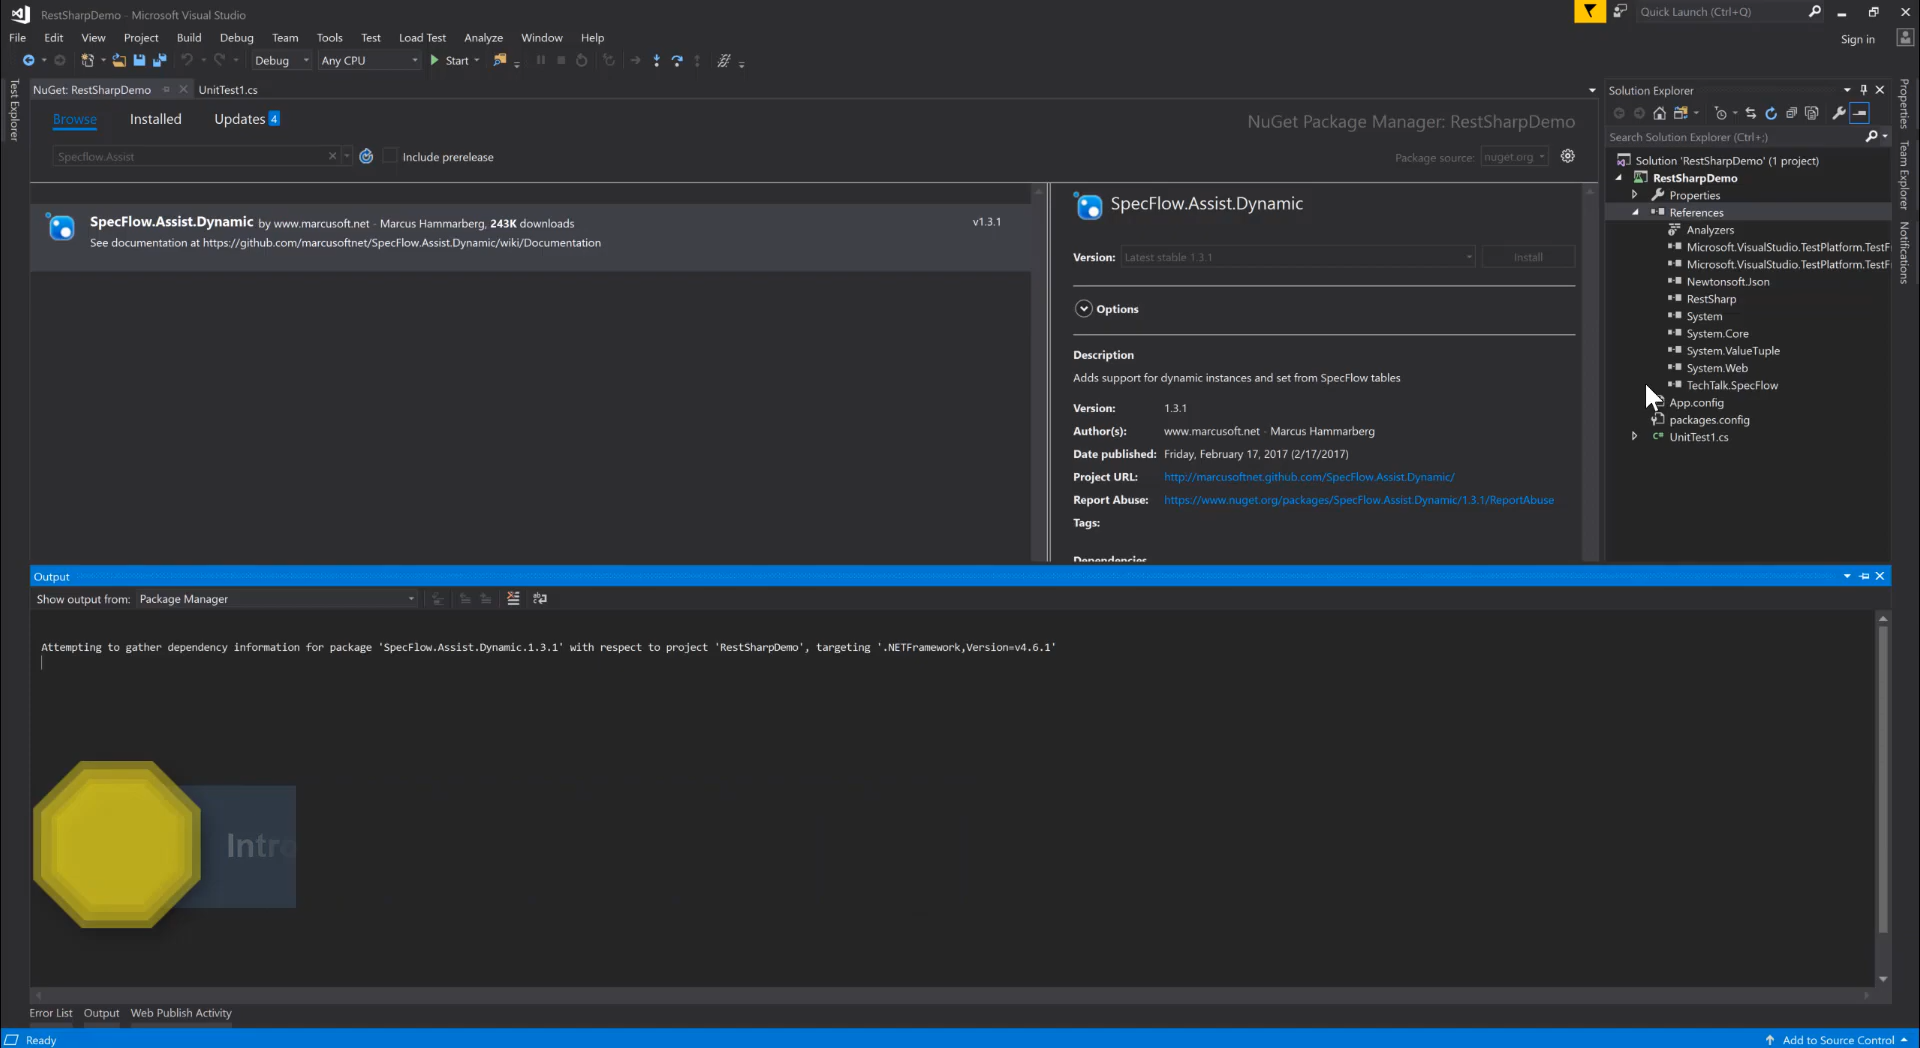 RestSharpDemo - Microsoft Visual Studio
Quick Launch (Ctrl+Q)
File Edit View Project Build Debug Team Tools Test Load Test Analyze Window Help
Sign in
Debug Any CPU Start
Test Explorer
NuGet: RestSharpDemo UnitTest1.cs
Browse Installed Updates 4
NuGet Package Manager: RestSharpDemo
Specflow.Assist Include prerelease
Package source: nuget.org
SpecFlow.Assist.Dynamic by www.marcusoft.net - Marcus Hammarberg, 243K downloads v1.3.1
See documentation at https://github.com/marcusoftnet/SpecFlow.Assist.Dynamic/wiki/Documentation
SpecFlow.Assist.Dynamic
Version: Latest stable 1.3.1 Install
Options
Description
Adds support for dynamic instances and set from SpecFlow tables
Version: 1.3.1
Author(s): www.marcusoft.net - Marcus Hammarberg
Date published: Friday, February 17, 2017 (2/17/2017)
Project URL: http://marcusoftnet.github.com/SpecFlow.Assist.Dynamic/
Report Abuse: https://www.nuget.org/packages/SpecFlow.Assist.Dynamic/1.3.1/ReportAbuse
Tags:
Dependencies
Solution Explorer
Search Solution Explorer (Ctrl+;)
Solution 'RestSharpDemo' (1 project)
RestSharpDemo
Properties
References
Analyzers
Microsoft.VisualStudio.TestPlatform.TestF
Microsoft.VisualStudio.TestPlatform.TestF
Newtonsoft.Json
RestSharp
System
System.Core
System.ValueTuple
System.Web
TechTalk.SpecFlow
App.config
packages.config
UnitTest1.cs
Properties
Team Explorer
Notifications
Output
Show output from: Package Manager
Attempting to gather dependency information for package 'SpecFlow.Assist.Dynamic.1.3.1' with respect to project 'RestSharpDemo', targeting '.NETFramework,Version=v4.6.1'
Intro
Error List Output Web Publish Activity
Ready
Add to Source Control